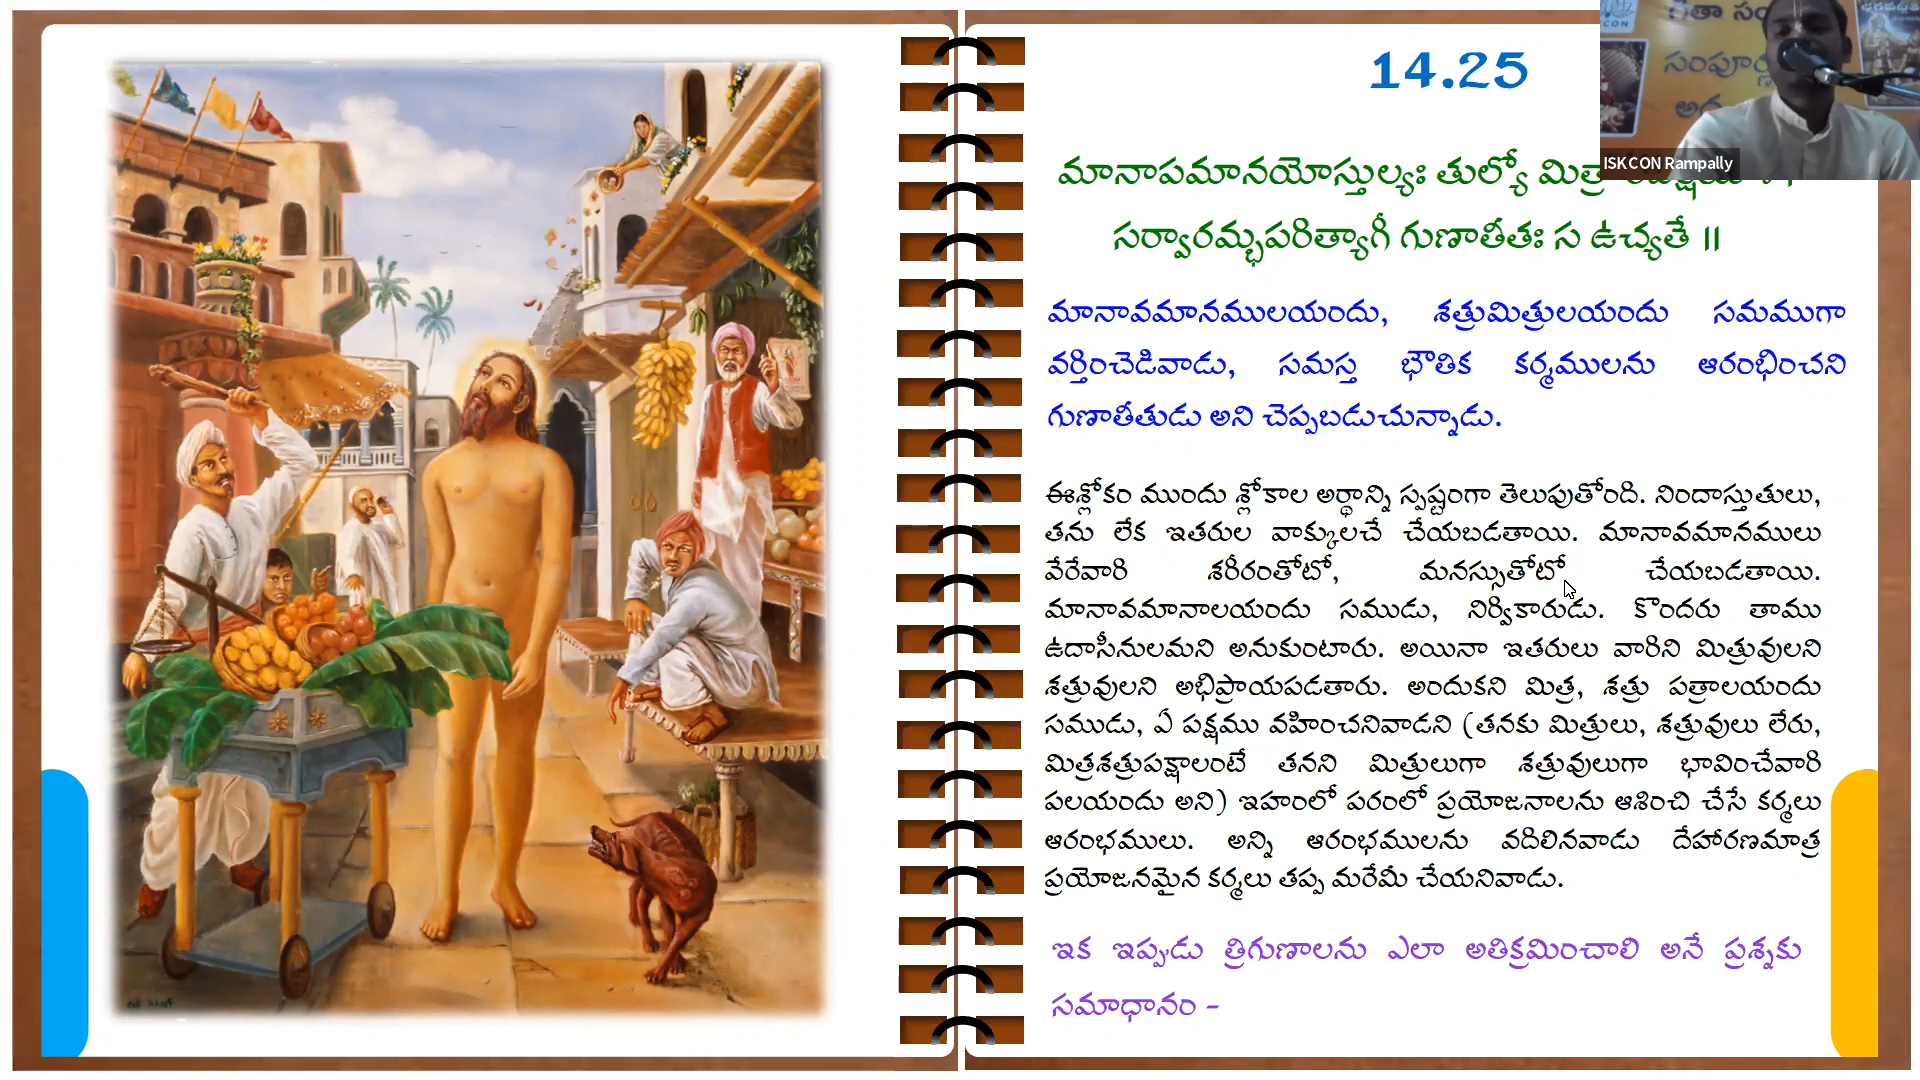 14.25
మానాపమానయోస్తుల్యః తుల్యో మిత్ర
సర్వారమ్భపరిత్యాగీ గుణాతీతః స ఉచ్యతే ॥
మానావమానములయందు, శత్రుమిత్రులయందు సమముగా
వర్తించెడివాడు, సమస్త భౌతిక కర్మములను ఆరంభించని
గుణాతీతుడు అని చెప్పబడుచున్నాడు.
ఈశ్లోకం ముందు శ్లోకాల అర్థాన్ని స్పష్టంగా తెలుపుతోంది. నిందాస్తుతులు,
తను లేక ఇతరుల వాక్కులచే చేయబడతాయి. మానావమానములు
వేరేవారి శరీరంతోటో, మనస్సుతోటో చేయబడతాయి.
మానావమానాలయందు సముడు, నిర్వికారుడు. కొందరు తాము
ఉదాసీనులమని అనుకుంటారు. అయినా ఇతరులు వారిని మిత్రువులని
శత్రువులని అభిప్రాయపడతారు. అందుకని మిత్ర, శత్రు పత్రాలయందు
సముడు, ఏ పక్షము వహించనివాడని (తనకు మిత్రులు, శత్రువులు లేరు,
మిత్రశత్రుపక్షాలంటే తనని మిత్రులుగా శత్రువులుగా భావించేవారి
పలయందు అని) ఇహంలో పరంలో ప్రయోజనాలను ఆశించి చేసే కర్మలు
ఆరంభములు. అన్ని ఆరంభములను వదిలినవాడు దేహారణమాత్ర
ప్రయోజనమైన కర్మలు తప్ప మరేమీ చేయనివాడు.
ఇక ఇప్పుడు త్రిగుణాలను ఎలా అతిక్రమించాలి అనే ప్రశ్నకు
సమాధానం -
గీతా
ISKCON Rampally